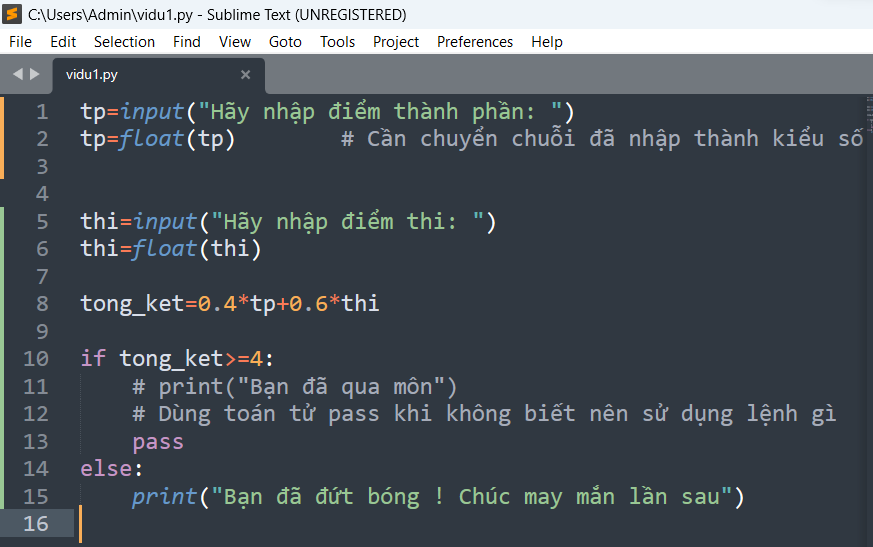 C:\Users\Admin\vidu1.py - Sublime Text (UNREGISTERED)
File Edit Selection Find View Goto Tools Project Preferences Help
vidu1.py ×
1 tp=input("Hãy nhập điểm thành phần: ")
2 tp=float(tp)        # Cần chuyển chuỗi đã nhập thành kiểu số
3
4
5 thi=input("Hãy nhập điểm thi: ")
6 thi=float(thi)
7
8 tong_ket=0.4*tp+0.6*thi
9
10 if tong_ket>=4:
11     # print("Bạn đã qua môn")
12     # Dùng toán tử pass khi không biết nên sử dụng lệnh gì
13     pass
14 else:
15     print("Bạn đã đứt bóng ! Chúc may mắn lần sau")
16